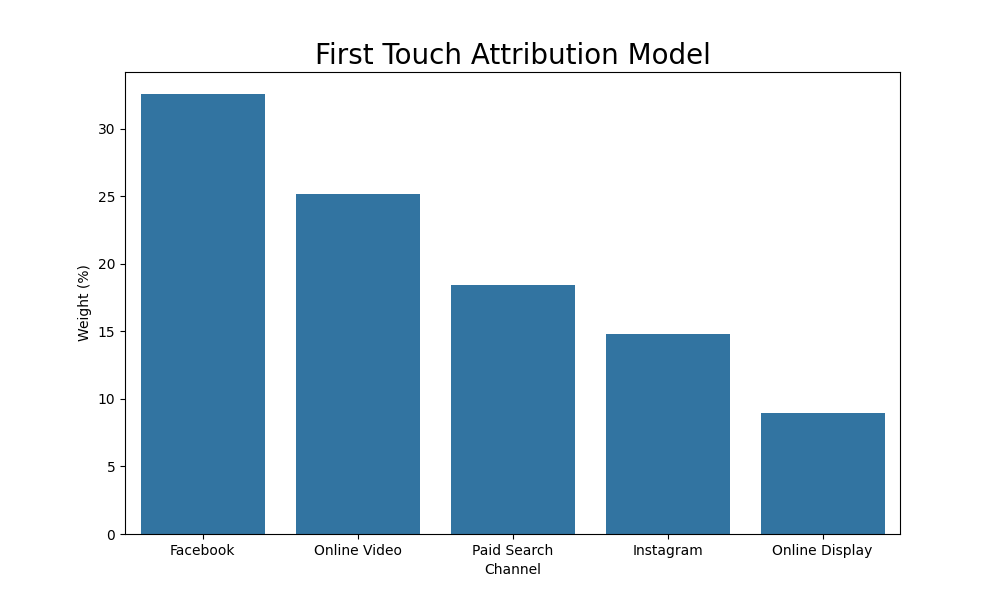 First Touch Attribution Model
30
25
20
15
10
5
0
Weight (%)
Facebook Online Video Paid Search Instagram Online Display
Channel